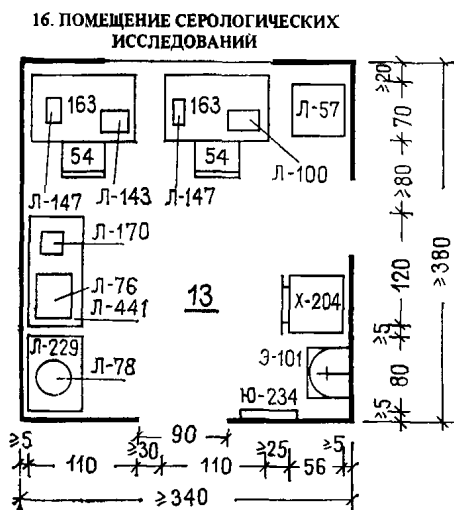 16. ПОМЕЩЕНИЕ СЕРОЛОГИЧЕСКИХ
ИССЛЕДОВАНИЙ
163
163
Л-57
54
54
Л-147
Л-143
Л-147
Л-100
Л-170
Л-76
Л-441
13
Х-204
Л-229
Л-78
Э-101
Ю-234
≥20
70
≥80
120
≥5
11
80
≥5
≥380
90
≥5
110
≥30
110
≥25
56
≥5
≥340